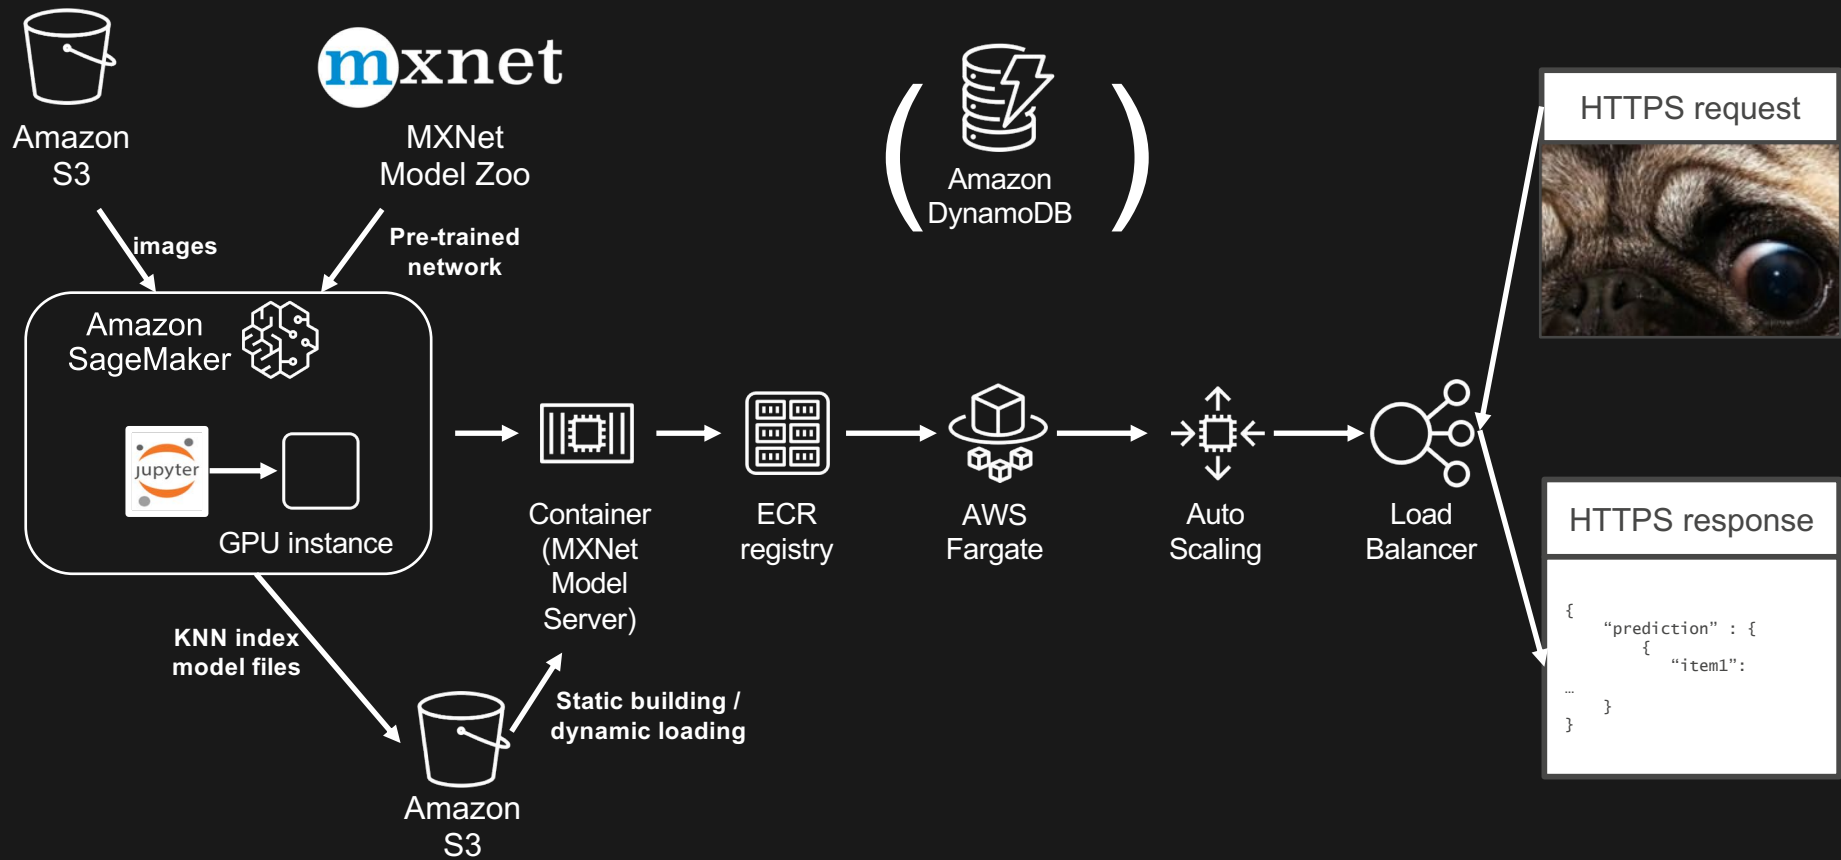 Amazon
S3
mxnet
MXNet
Model Zoo
images
Pre-trained
network
Amazon
SageMaker
jupyter
GPU instance
KNN index
model files
Amazon
S3
Static building /
dynamic loading
Container
(MXNet
Model
Server)
ECR
registry
(
Amazon
DynamoDB
)
AWS
Fargate
Auto
Scaling
Load
Balancer
HTTPS request
HTTPS response
{
“prediction” : {
{
“item1”:
…
}
}